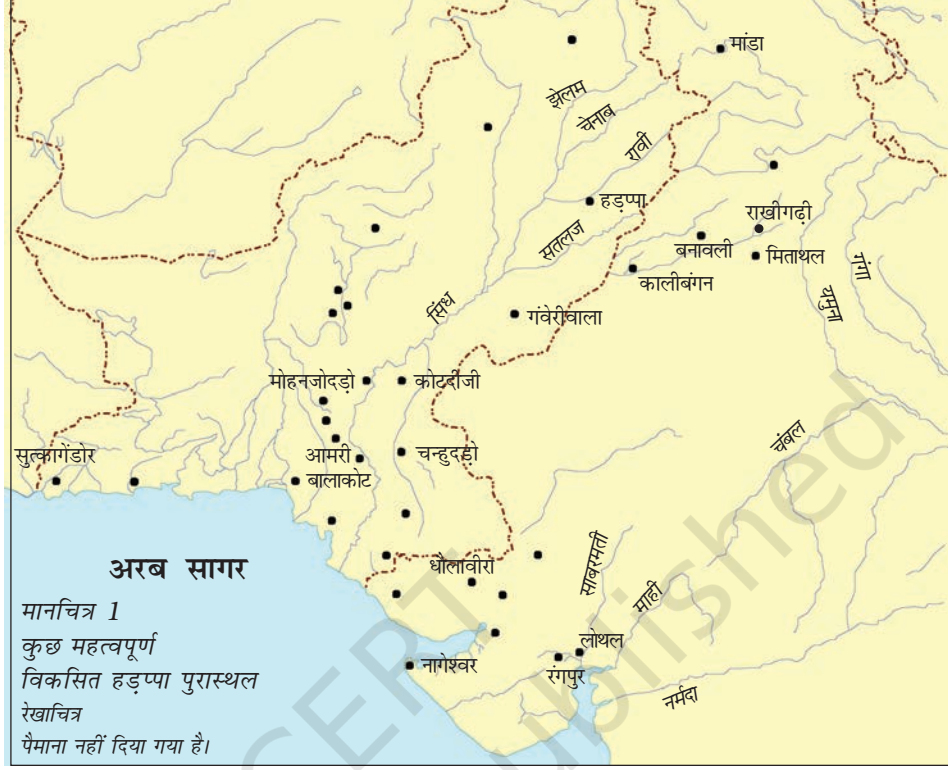 मांडा
झेलम
चेनाब
रावी
हड़प्पा
राखीगढ़ी
सतलज
बनावली
मिताथल
गंगा
कालीबंगन
यमुना
सिंध
गंवेरीवाला
मोहनजोदड़ो
कोटदीजी
चंबल
सुत्कागेंडोर
आमरी
चन्हुदड़ो
बालाकोट
अरब सागर
धौलावीरा
साबरमती
माही
मानचित्र 1
कुछ महत्वपूर्ण
विकसित हड़प्पा पुरास्थल
रेखाचित्र
पैमाना नहीं दिया गया है।
लोथल
नागेश्वर
रंगपुर
नर्मदा